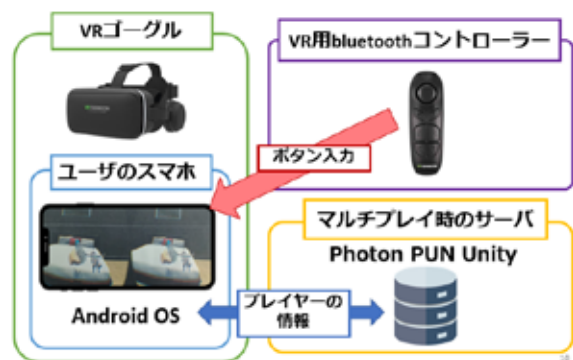 VRゴーグル
VR用bluetoothコントローラー
ボタン入力
ユーザのスマホ
マルチプレイ時のサーバ
Photon PUN Unity
Android OS
プレイヤーの
情報